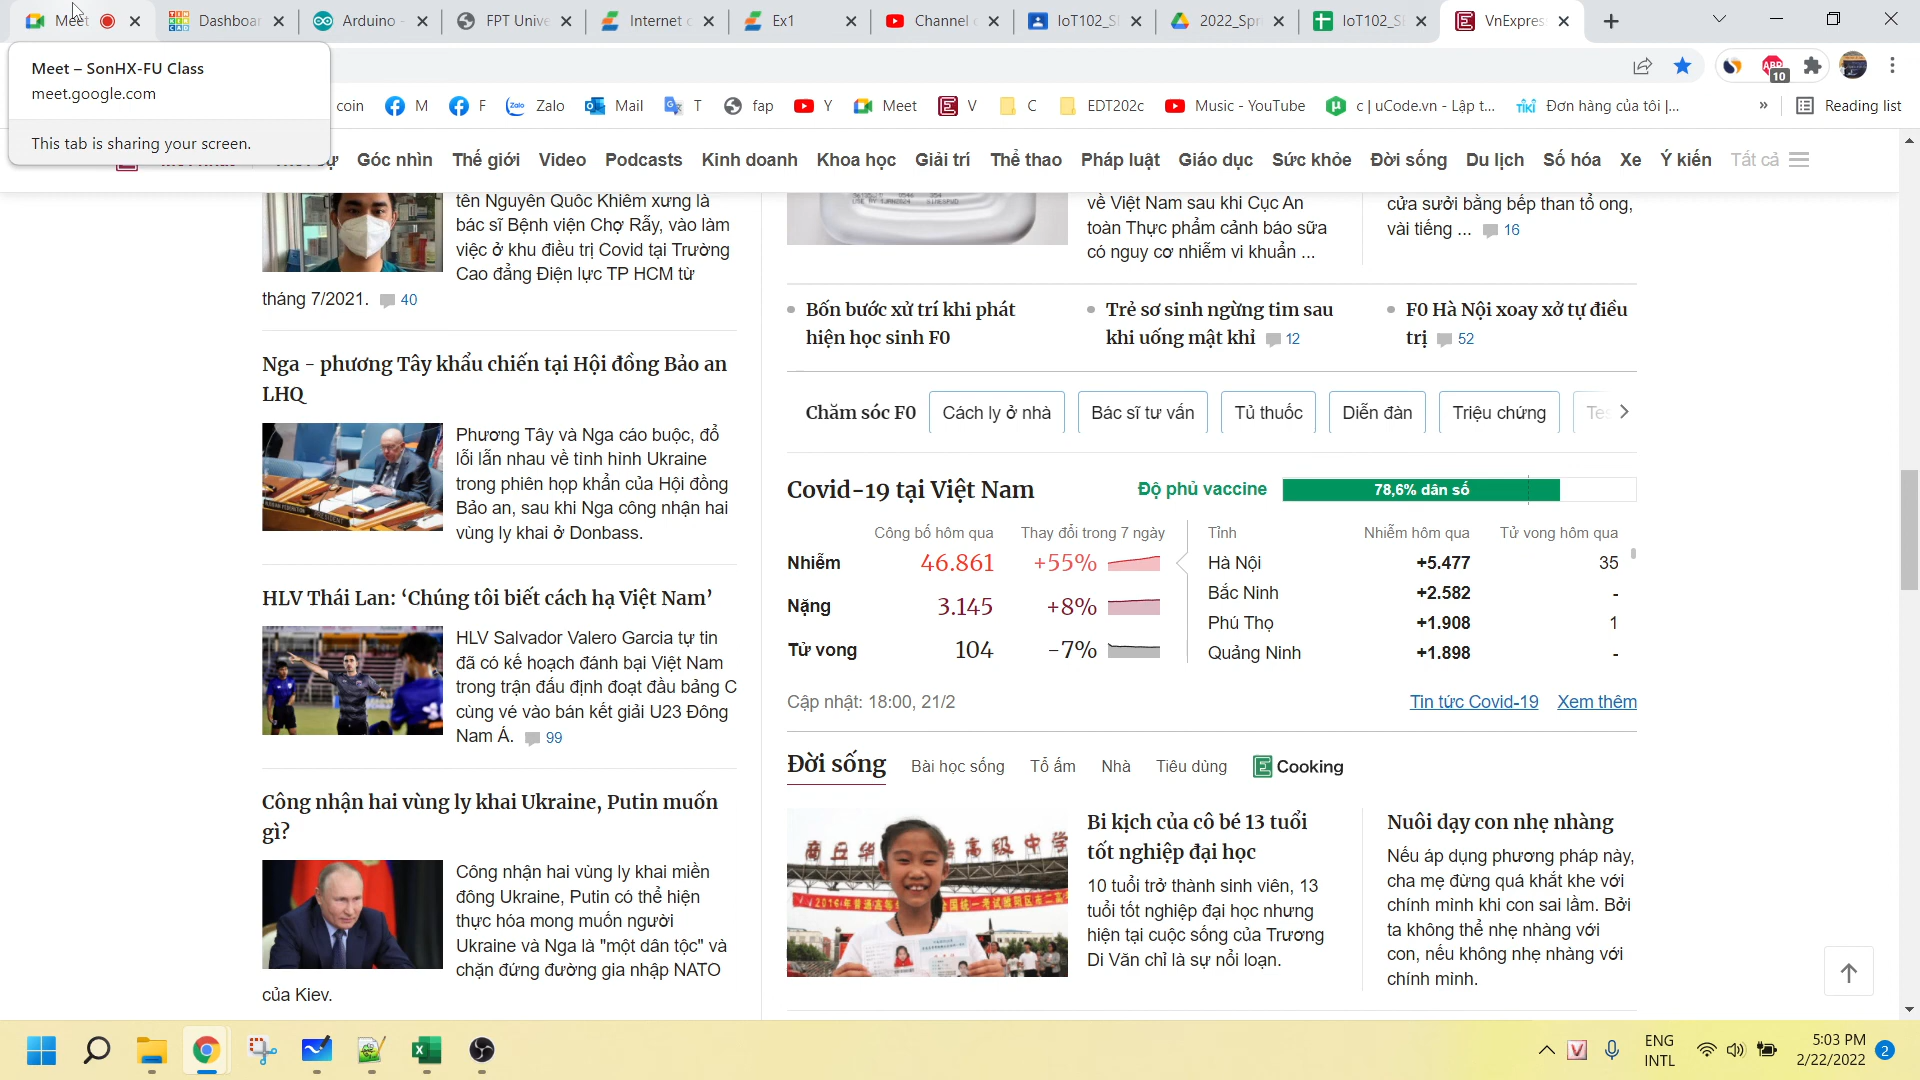 Meet
Dashboar
Arduino -
FPT Unive
Internet o
Ex1
Channel c
IoT102_S
2022_Spr
IoT102_S
VnExpres
Meet – SonHX-FU Class
meet.google.com
This tab is sharing your screen.
10
coin
M
F
Zalo
Mail
T
fap
Y
Meet
V
C
EDT202c
Music - YouTube
c | uCode.vn - Lập t...
Đơn hàng của tôi |...
»
Reading list
Góc nhìn
Thế giới
Video
Podcasts
Kinh doanh
Khoa học
Giải trí
Thể thao
Pháp luật
Giáo dục
Sức khỏe
Đời sống
Du lịch
Số hóa
Xe
Ý kiến
Tất cả
tên Nguyễn Quốc Khiêm xưng là
bác sĩ Bệnh viện Chợ Rẫy, vào làm
việc ở khu điều trị Covid tại Trường
Cao đẳng Điện lực TP HCM từ
tháng 7/2021. 40
Nga - phương Tây khẩu chiến tại Hội đồng Bảo an
LHQ
Phương Tây và Nga cáo buộc, đổ
lỗi lẫn nhau về tình hình Ukraine
trong phiên họp khẩn của Hội đồng
Bảo an, sau khi Nga công nhận hai
vùng ly khai ở Donbass.
HLV Thái Lan: ‘Chúng tôi biết cách hạ Việt Nam’
HLV Salvador Valero Garcia tự tin
đã có kế hoạch đánh bại Việt Nam
trong trận đấu định đoạt đầu bảng C
cùng vé vào bán kết giải U23 Đông
Nam Á. 99
Công nhận hai vùng ly khai Ukraine, Putin muốn
gì?
Công nhận hai vùng ly khai miền
đông Ukraine, Putin có thể hiện
thực hóa mong muốn người
Ukraine và Nga là "một dân tộc" và
chặn đứng đường gia nhập NATO
của Kiev.
về Việt Nam sau khi Cục An
toàn Thực phẩm cảnh báo sữa
có nguy cơ nhiễm vi khuẩn ...
cửa sưởi bằng bếp than tổ ong,
vài tiếng ... 16
Bốn bước xử trí khi phát
hiện học sinh F0
Trẻ sơ sinh ngừng tim sau
khi uống mật khỉ 12
F0 Hà Nội xoay xở tự điều
trị 52
Chăm sóc F0
Cách ly ở nhà
Bác sĩ tư vấn
Tủ thuốc
Diễn đàn
Triệu chứng
Tes
Covid-19 tại Việt Nam
Độ phủ vaccine
78,6% dân số
Công bố hôm qua
Thay đổi trong 7 ngày
Nhiễm 46.861 +55%
Nặng 3.145 +8%
Tử vong 104 -7%
Tỉnh
Nhiễm hôm qua
Tử vong hôm qua
Hà Nội +5.477 35
Bắc Ninh +2.582 -
Phú Thọ +1.908 1
Quảng Ninh +1.898 -
Cập nhật: 18:00, 21/2
Tin tức Covid-19
Xem thêm
Đời sống
Bài học sống
Tổ ấm
Nhà
Tiêu dùng
E Cooking
Bi kịch của cô bé 13 tuổi
tốt nghiệp đại học
10 tuổi trở thành sinh viên, 13
tuổi tốt nghiệp đại học nhưng
hiện tại cuộc sống của Trương
Di Văn chỉ là sự nổi loạn.
Nuôi dạy con nhẹ nhàng
Nếu áp dụng phương pháp này,
cha mẹ đừng quá khắt khe với
chính mình khi con sai lầm. Bởi
ta không thể nhẹ nhàng với
con, nếu không nhẹ nhàng với
chính mình.
ENG
INTL
5:03 PM
2/22/2022
2